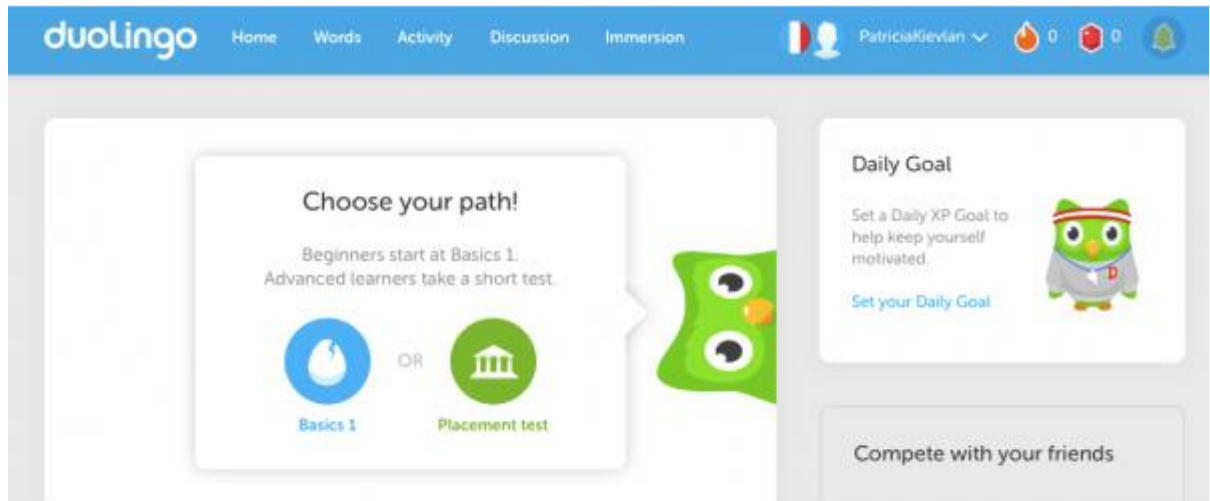 duolingo Home Words Activity Discussion Immersion PatriciaKievlan 0 0
Choose your path!
Beginners start at Basics 1.
Advanced learners take a short test.
OR
Basics 1 Placement test
Daily Goal
Set a Daily XP Goal to
help keep yourself
motivated.
Set your Daily Goal
D
Compete with your friends